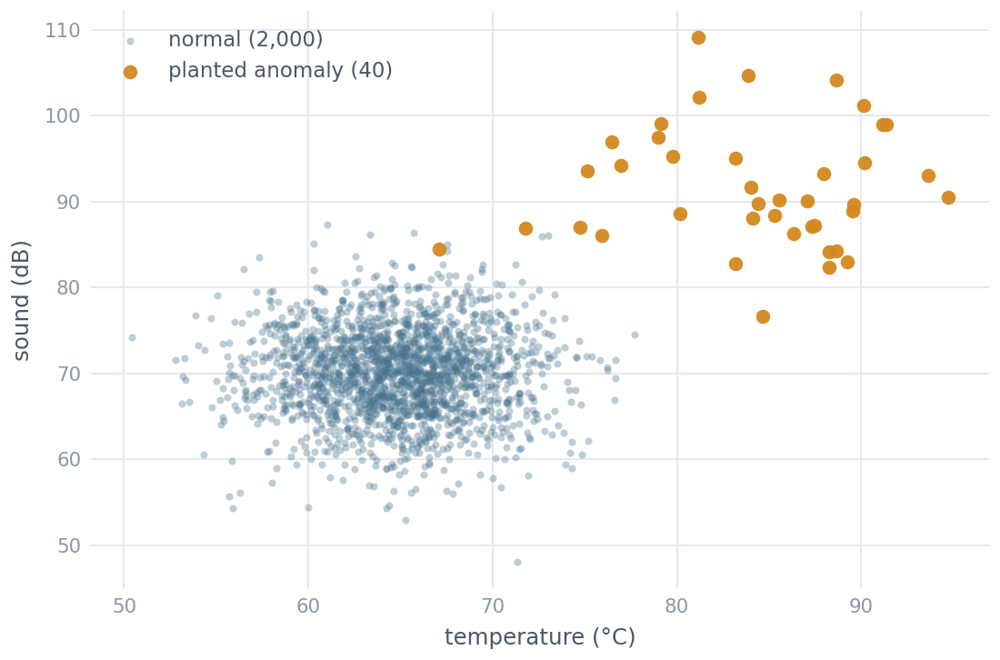 normal (2,000)
planted anomaly (40)
110
100
90
80
70
60
50
sound (dB)
50 60 70 80 90
temperature (°C)